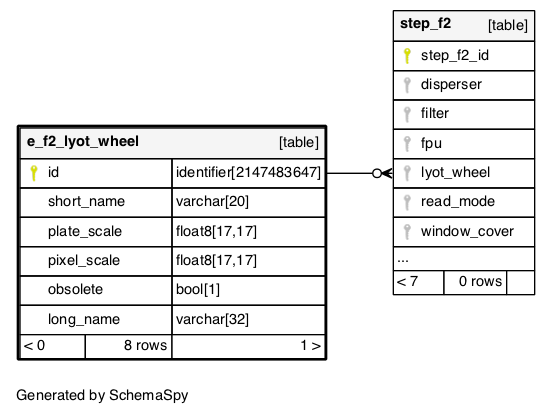 step_f2 [table]
step_f2_id
disperser
filter
fpu
lyot_wheel
read_mode
window_cover
...
< 7 0 rows
e_f2_lyot_wheel [table]
id identifier[2147483647]
short_name varchar[20]
plate_scale float8[17,17]
pixel_scale float8[17,17]
obsolete bool[1]
long_name varchar[32]
< 0 8 rows 1 >
Generated by SchemaSpy